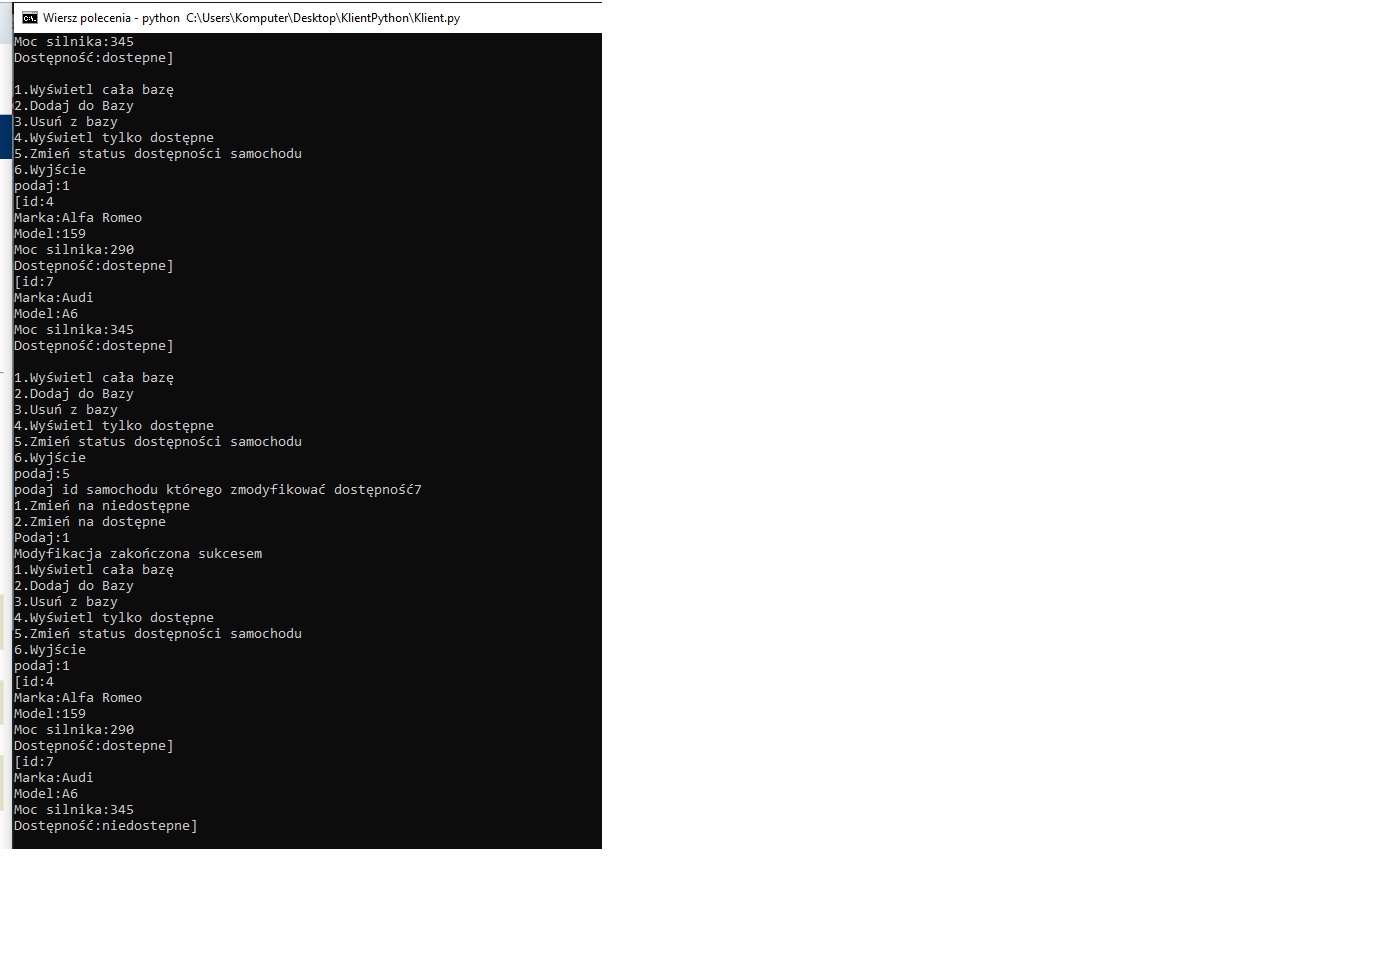 Wiersz polecenia - python  C:\Users\Komputer\Desktop\KlientPython\Klient.py
Moc silnika:345
Dostępność:dostepne]
1.Wyświetl cała bazę
2.Dodaj do Bazy
3.Usuń z bazy
4.Wyświetl tylko dostępne
5.Zmień status dostępności samochodu
6.Wyjście
podaj:1
[id:4
Marka:Alfa Romeo
Model:159
Moc silnika:290
Dostępność:dostepne]
[id:7
Marka:Audi
Model:A6
Moc silnika:345
Dostępność:dostepne]
1.Wyświetl cała bazę
2.Dodaj do Bazy
3.Usuń z bazy
4.Wyświetl tylko dostępne
5.Zmień status dostępności samochodu
6.Wyjście
podaj:5
podaj id samochodu którego zmodyfikować dostępność7
1.Zmień na niedostępne
2.Zmień na dostępne
Podaj:1
Modyfikacja zakończona sukcesem
1.Wyświetl cała bazę
2.Dodaj do Bazy
3.Usuń z bazy
4.Wyświetl tylko dostępne
5.Zmień status dostępności samochodu
6.Wyjście
podaj:1
[id:4
Marka:Alfa Romeo
Model:159
Moc silnika:290
Dostępność:dostepne]
[id:7
Marka:Audi
Model:A6
Moc silnika:345
Dostępność:niedostepne]